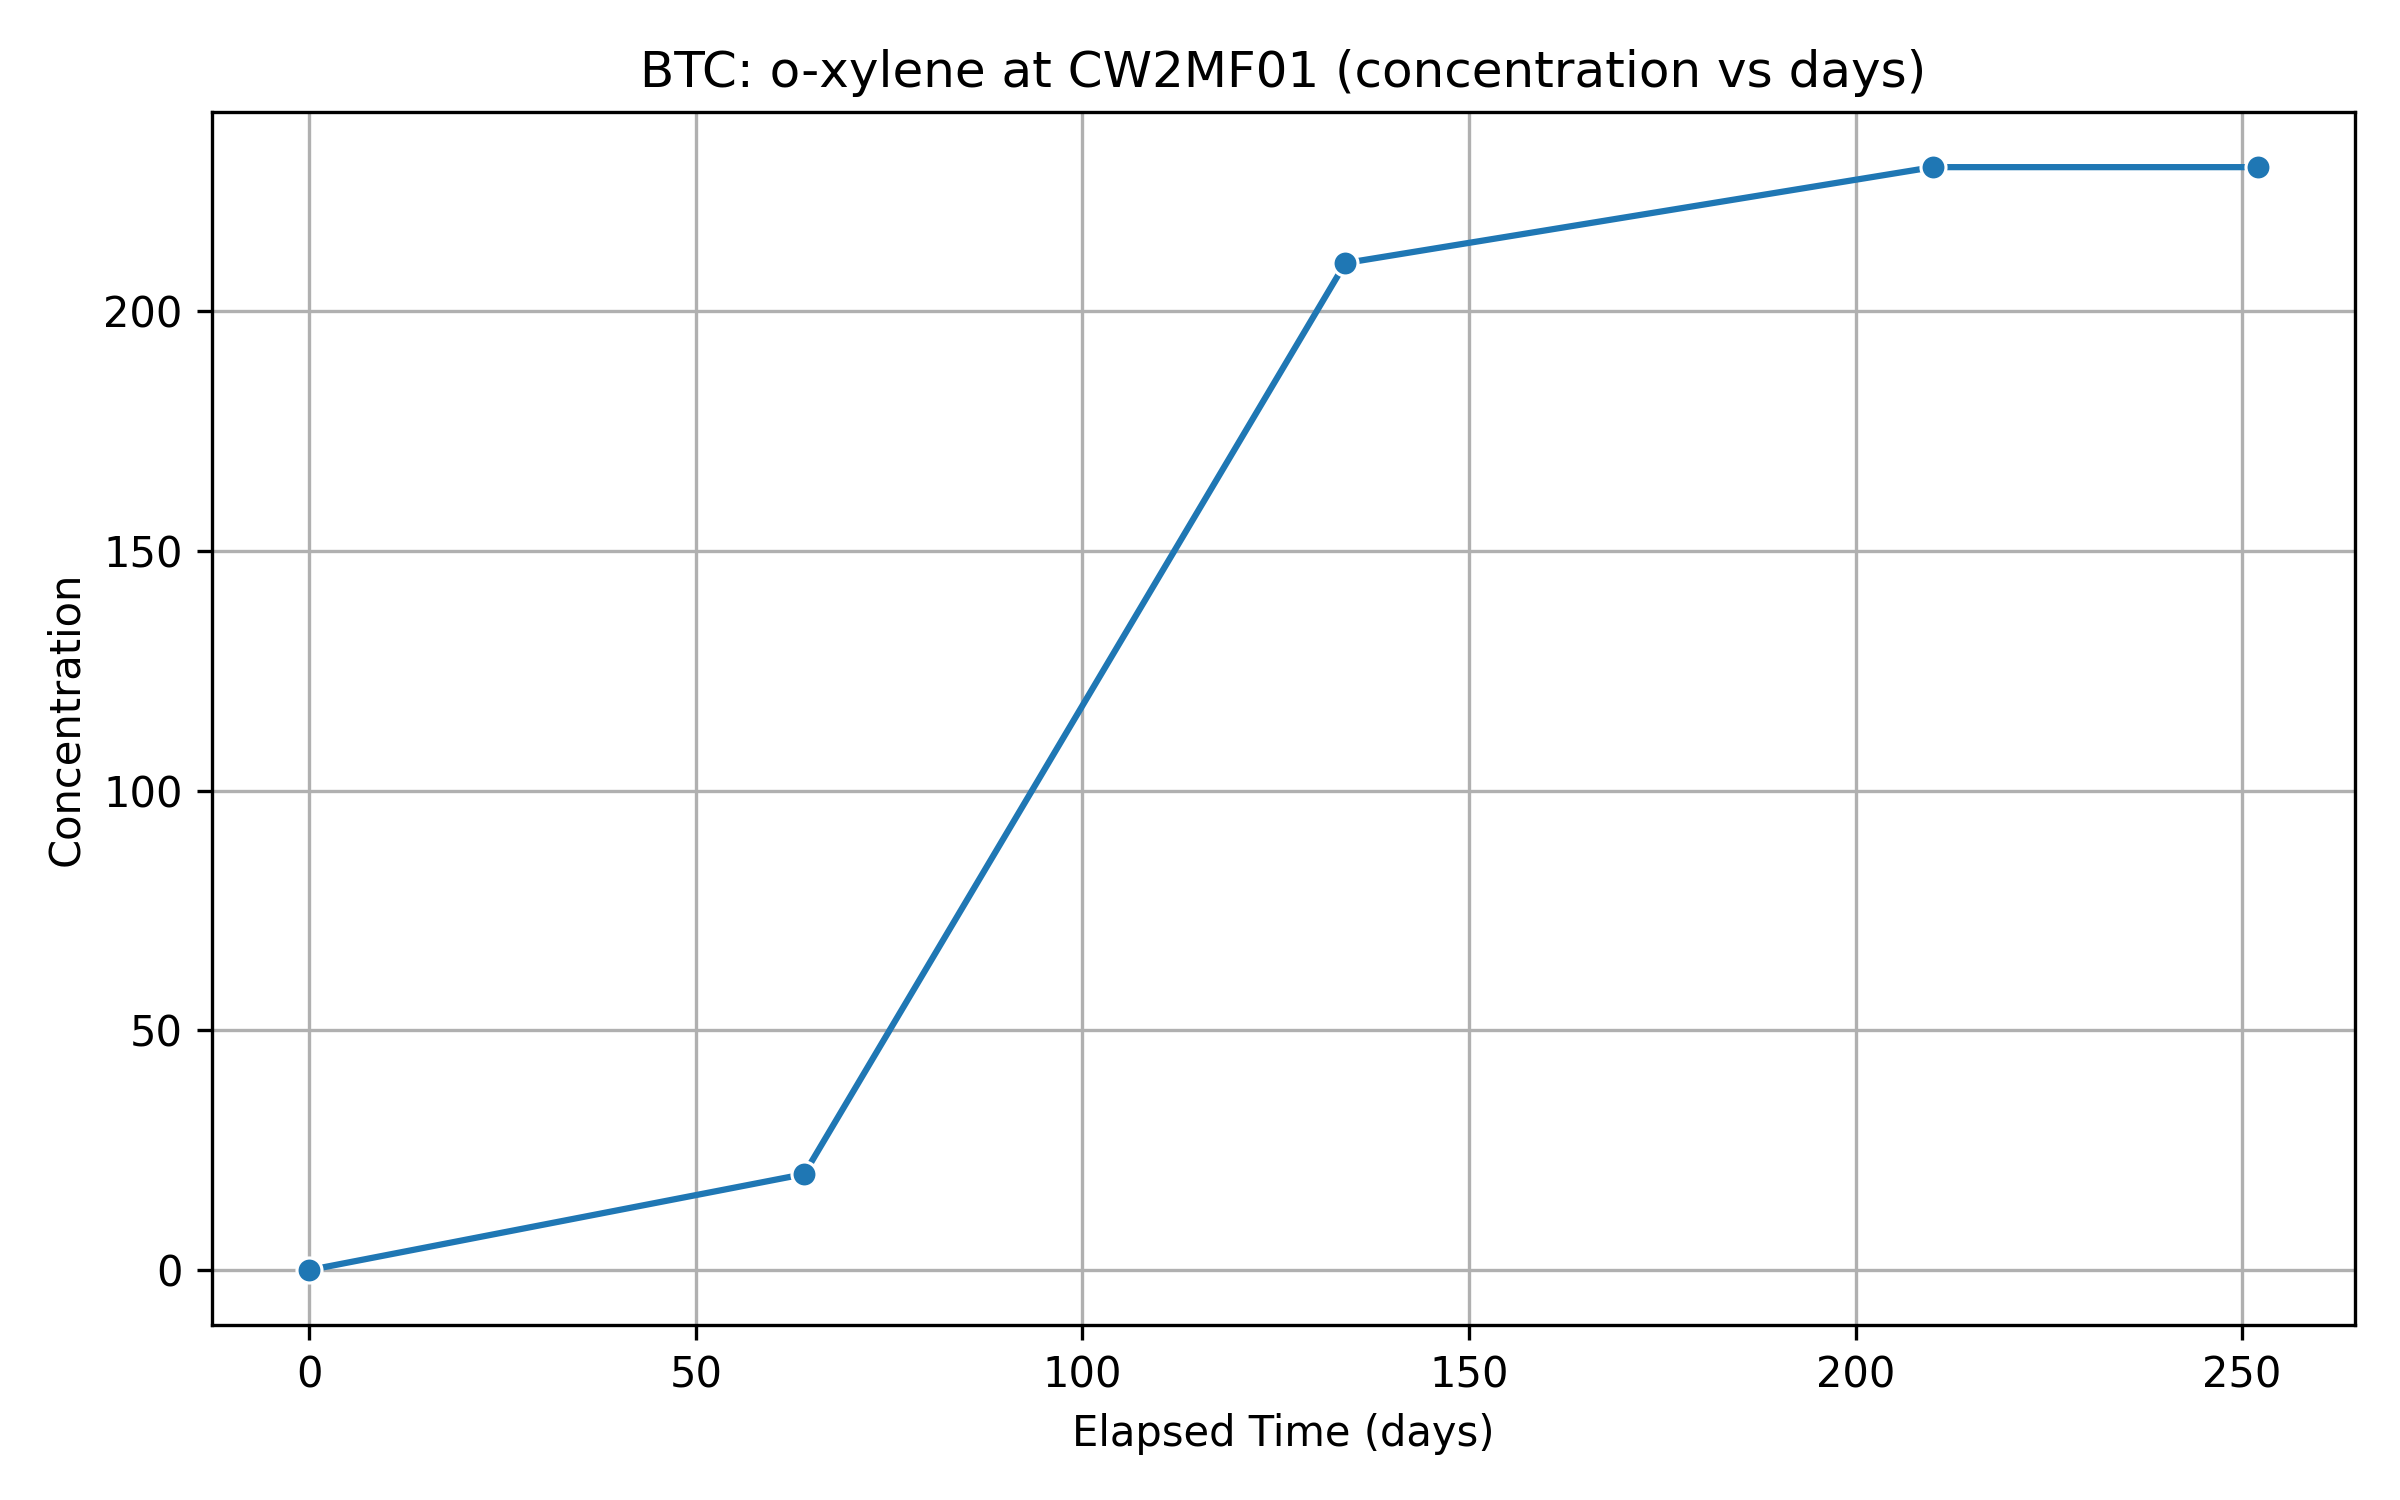 BTC: o-xylene at CW2MF01 (concentration vs days)
Concentration
200
150
100
50
0
0 50 100 150 200 250
Elapsed Time (days)